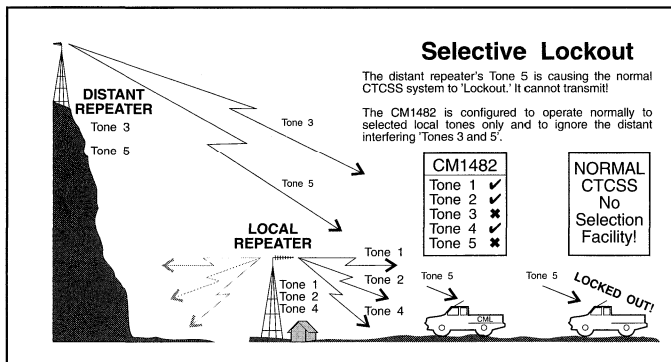 Selective Lockout
The distant repeater's Tone 5 is causing the normal
CTCSS system to 'Lockout.' It cannot transmit!
The CM1482 is configured to operate normally to
selected local tones only and to ignore the distant
interfering 'Tones 3 and 5'.
DISTANT
REPEATER
Tone 3
Tone 5
Tone 3
Tone 5
CM1482
Tone 1 ✔
Tone 2 ✔
Tone 3 ✖
Tone 4 ✔
Tone 5 ✖
NORMAL
CTCSS
No
Selection
Facility!
LOCAL
REPEATER
Tone 1
Tone 2
Tone 4
Tone 1
Tone 2
Tone 4
Tone 5
CML
Tone 5
LOCKED OUT!